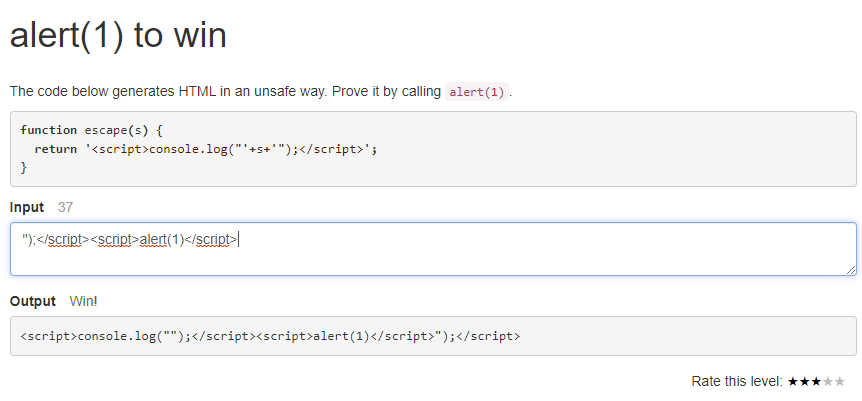 alert(1) to win
The code below generates HTML in an unsafe way. Prove it by calling alert(1).
function escape(s) {
  return '<script>console.log("'+s+'");</script>';
}
Input 37
");</script><script>alert(1)</script>
Output Win!
<script>console.log("");</script><script>alert(1)</script>");</script>
Rate this level: ★★★★★